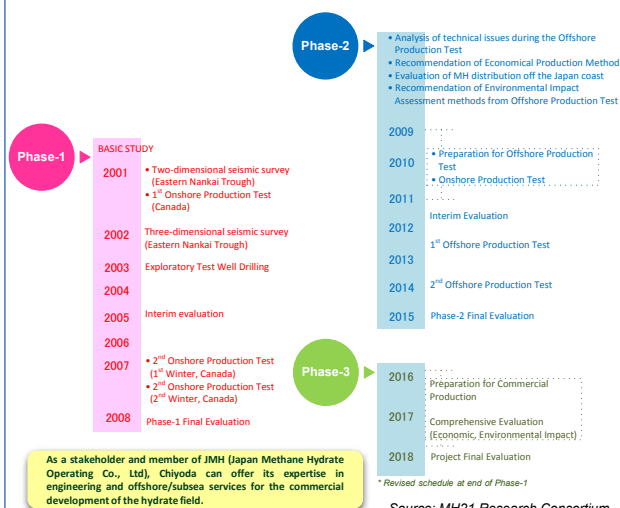 Phase-1
BASIC STUDY
2001
• Two-dimensional seismic survey
(Eastern Nankai Trough)
• 1st Onshore Production Test
(Canada)
2002
Three-dimensional seismic survey
(Eastern Nankai Trough)
2003
Exploratory Test Well Drilling
2004
2005
Interim evaluation
2006
2007
• 2nd Onshore Production Test
(1st Winter, Canada)
• 2nd Onshore Production Test
(2nd Winter, Canada)
2008
Phase-1 Final Evaluation
Phase-2
• Analysis of technical issues during the Offshore
Production Test
• Recommendation of Economical Production Method
• Evaluation of MH distribution off the Japan coast
• Recommendation of Environmental Impact
Assessment methods from Offshore Production Test
2009
2010
• Preparation for Offshore Production
Test
• Onshore Production Test
2011
Interim Evaluation
2012
1st Offshore Production Test
2013
2014
2nd Offshore Production Test
2015
Phase-2 Final Evaluation
Phase-3
2016
Preparation for Commercial
Production
2017
Comprehensive Evaluation
(Economic, Environmental Impact)
2018
Project Final Evaluation
* Revised schedule at end of Phase-1
As a stakeholder and member of JMH (Japan Methane Hydrate
Operating Co., Ltd), Chiyoda can offer its expertise in
engineering and offshore/subsea services for the commercial
development of the hydrate field.
Source: MH21 Research Consortium